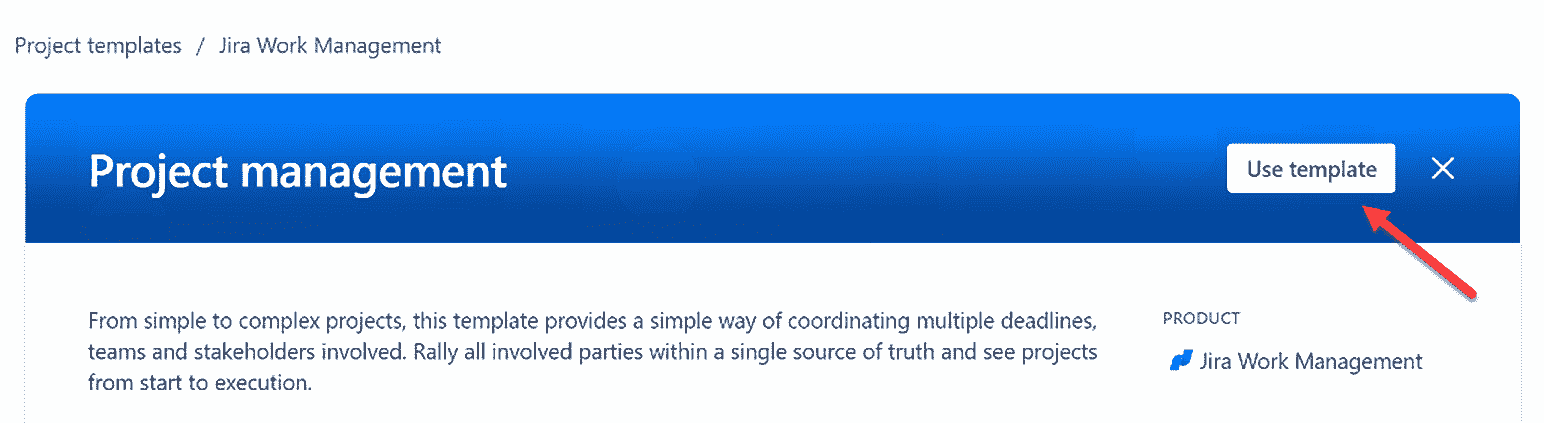 Project templates / Jira Work Management
Project management
Use template
From simple to complex projects, this template provides a simple way of coordinating multiple deadlines,
teams and stakeholders involved. Rally all involved parties within a single source of truth and see projects
from start to execution.
PRODUCT
Jira Work Management